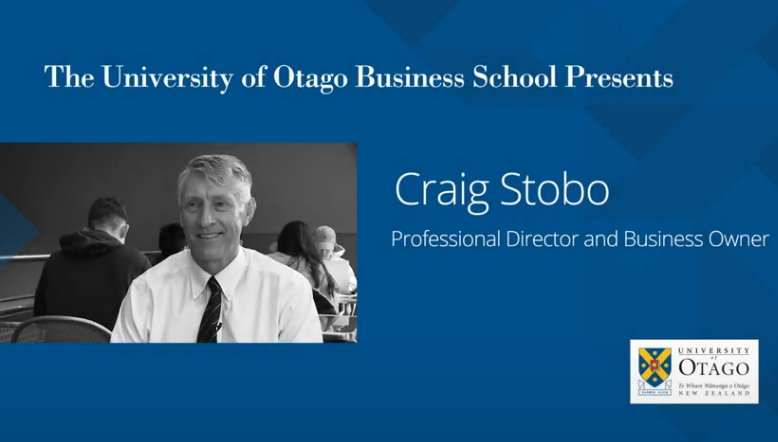 The University of Otago Business School Presents
Craig Stobo
Professional Director and Business Owner
UNIVERSITY
of
OTAGO
Te Whare Wānanga o Otāgo
NEW ZEALAND